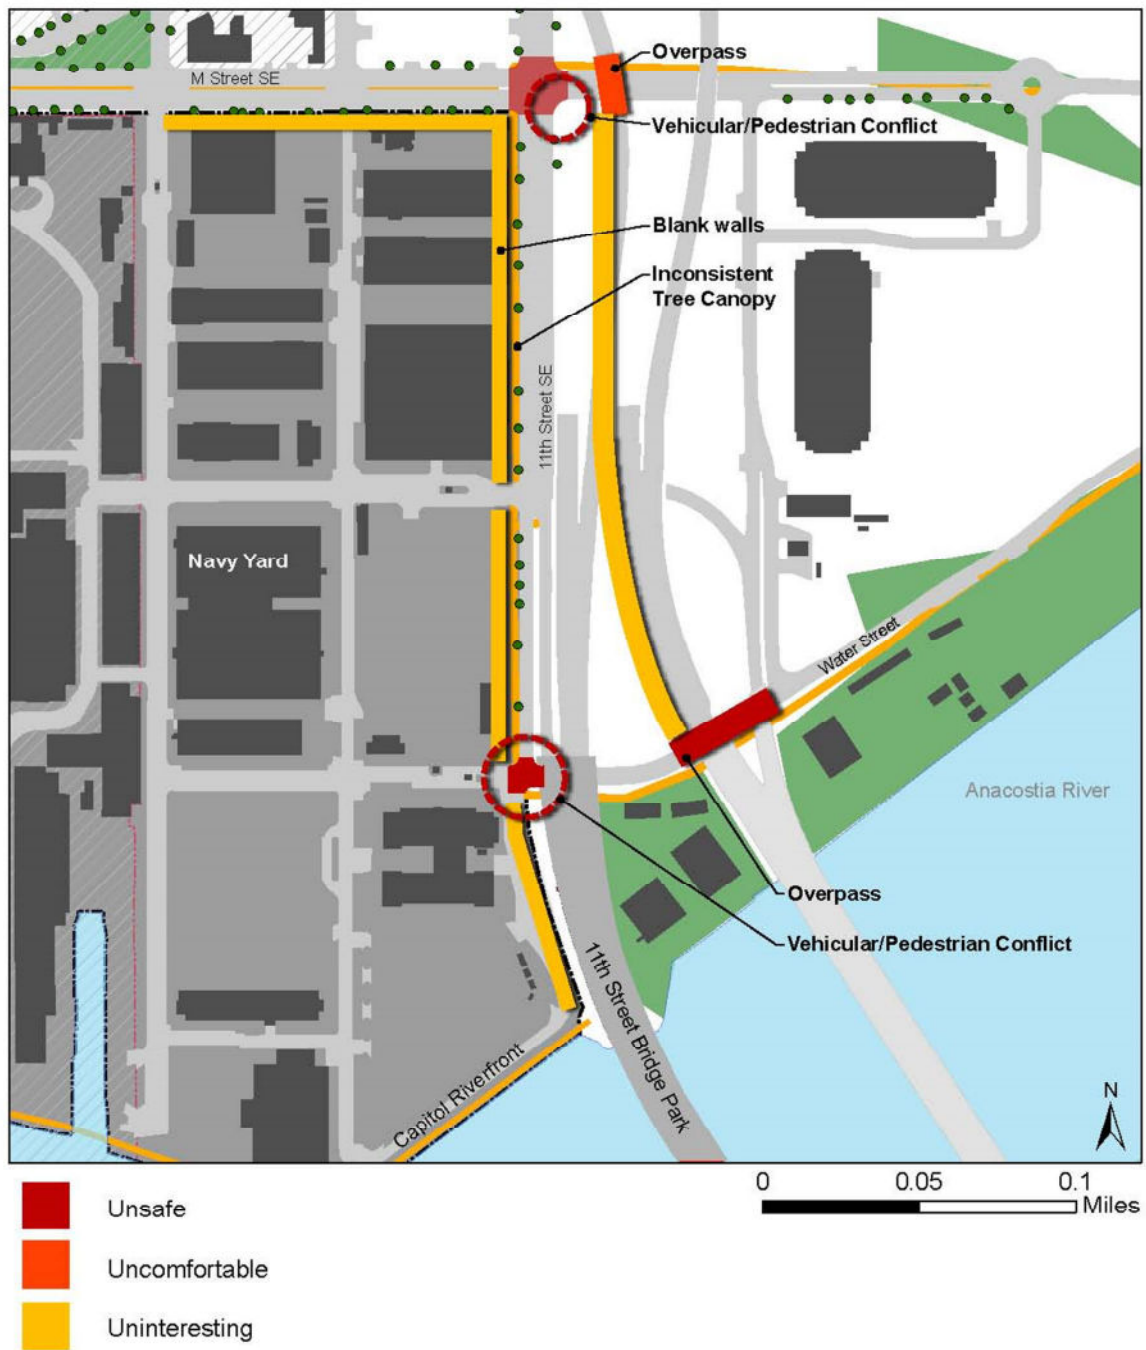 Overpass
M Street SE
Vehicular/Pedestrian Conflict
Blank walls
Inconsistent
Tree Canopy
11th Street SE
Navy Yard
Water Street
Anacostia River
Overpass
Vehicular/Pedestrian Conflict
11th Street Bridge Park
Capitol Riverfront
N
0 0.05 0.1
Miles
Unsafe
Uncomfortable
Uninteresting